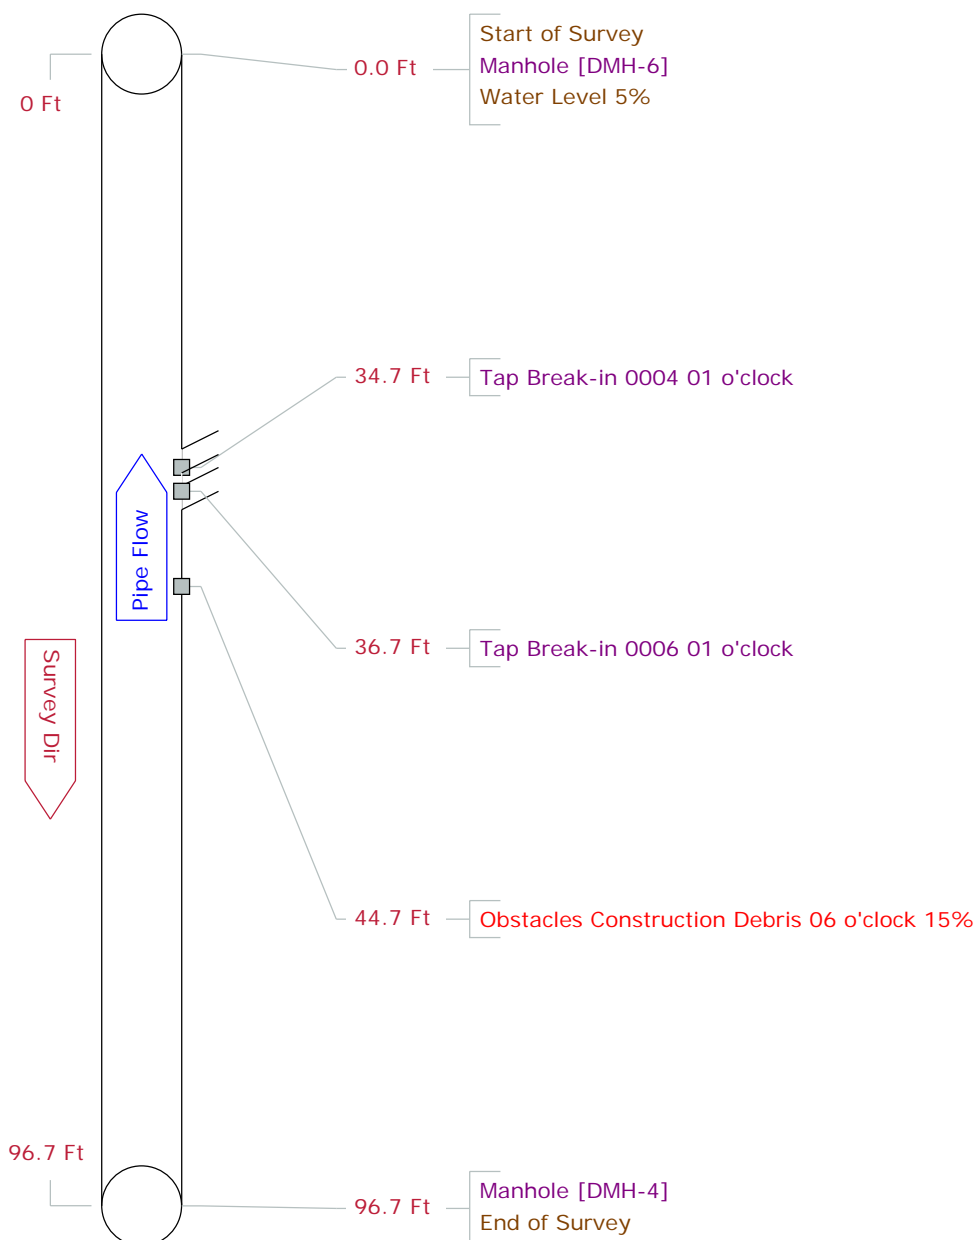 Start of Survey
0.0 Ft
Manhole [DMH-6]
Water Level 5%
0 Ft
34.7 Ft
Tap Break-in 0004 01 o'clock
Pipe Flow
36.7 Ft
Tap Break-in 0006 01 o'clock
Survey Dir
44.7 Ft
Obstacles Construction Debris 06 o'clock 15%
96.7 Ft
96.7 Ft
Manhole [DMH-4]
End of Survey